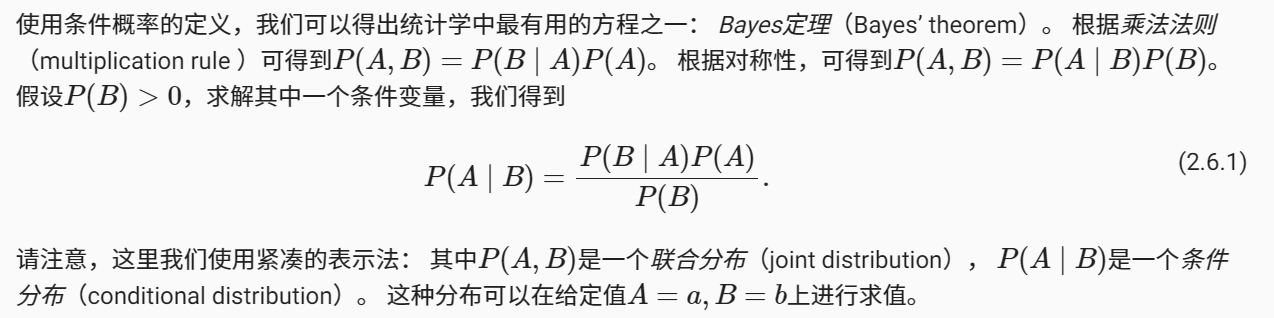 使用条件概率的定义，我们可以得出统计学中最有用的方程之一： Bayes定理（Bayes’ theorem）。 根据乘法法则
（multiplication rule ）可得到P(A, B) = P(B ∣ A)P(A)。 根据对称性，可得到P(A, B) = P(A ∣ B)P(B)。
假设P(B) > 0，求解其中一个条件变量，我们得到
P(A ∣ B) = \frac{P(B ∣ A)P(A)}{P(B)}. (2.6.1)
请注意，这里我们使用紧凑的表示法： 其中P(A, B)是一个联合分布（joint distribution）， P(A ∣ B)是一个条件
分布（conditional distribution）。 这种分布可以在给定值A = a, B = b上进行求值。